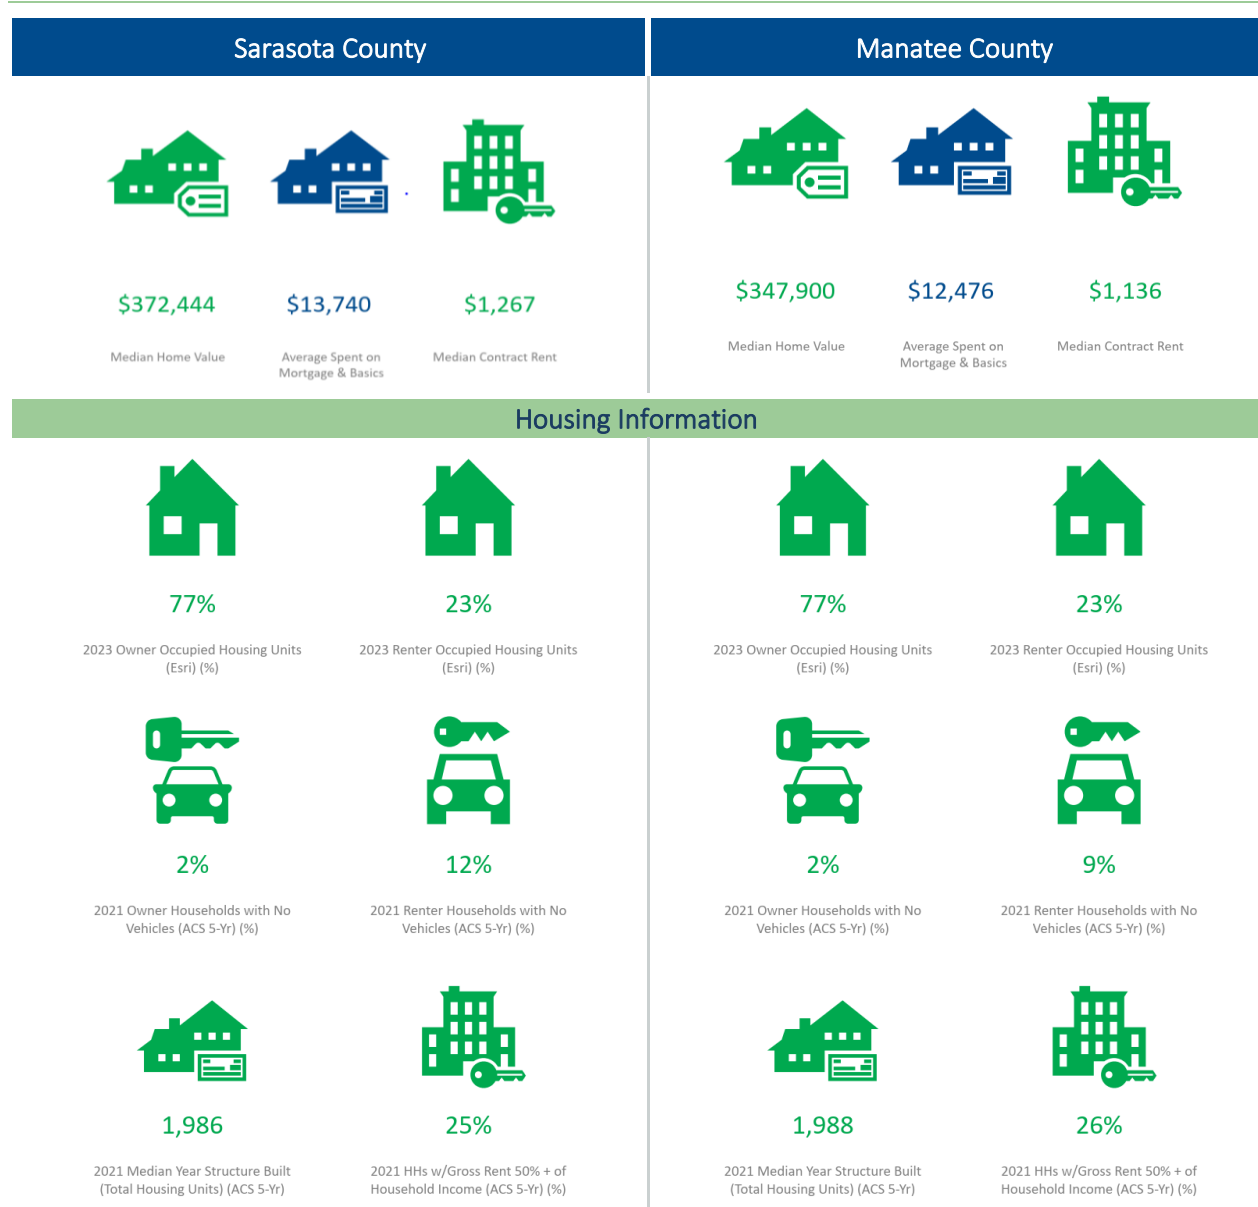 Sarasota County
Manatee County
$372,444
$13,740
$1,267
Median Home Value
Average Spent on
Mortgage & Basics
Median Contract Rent
$347,900
$12,476
$1,136
Median Home Value
Average Spent on
Mortgage & Basics
Median Contract Rent
Housing Information
77%
23%
2023 Owner Occupied Housing Units
(Esri) (%)
2023 Renter Occupied Housing Units
(Esri) (%)
2%
12%
2021 Owner Households with No
Vehicles (ACS 5-Yr) (%)
2021 Renter Households with No
Vehicles (ACS 5-Yr) (%)
1,986
25%
2021 Median Year Structure Built
(Total Housing Units) (ACS 5-Yr)
2021 HHs w/Gross Rent 50% + of
Household Income (ACS 5-Yr) (%)
77%
23%
2023 Owner Occupied Housing Units
(Esri) (%)
2023 Renter Occupied Housing Units
(Esri) (%)
2%
9%
2021 Owner Households with No
Vehicles (ACS 5-Yr) (%)
2021 Renter Households with No
Vehicles (ACS 5-Yr) (%)
1,988
26%
2021 Median Year Structure Built
(Total Housing Units) (ACS 5-Yr)
2021 HHs w/Gross Rent 50% + of
Household Income (ACS 5-Yr) (%)